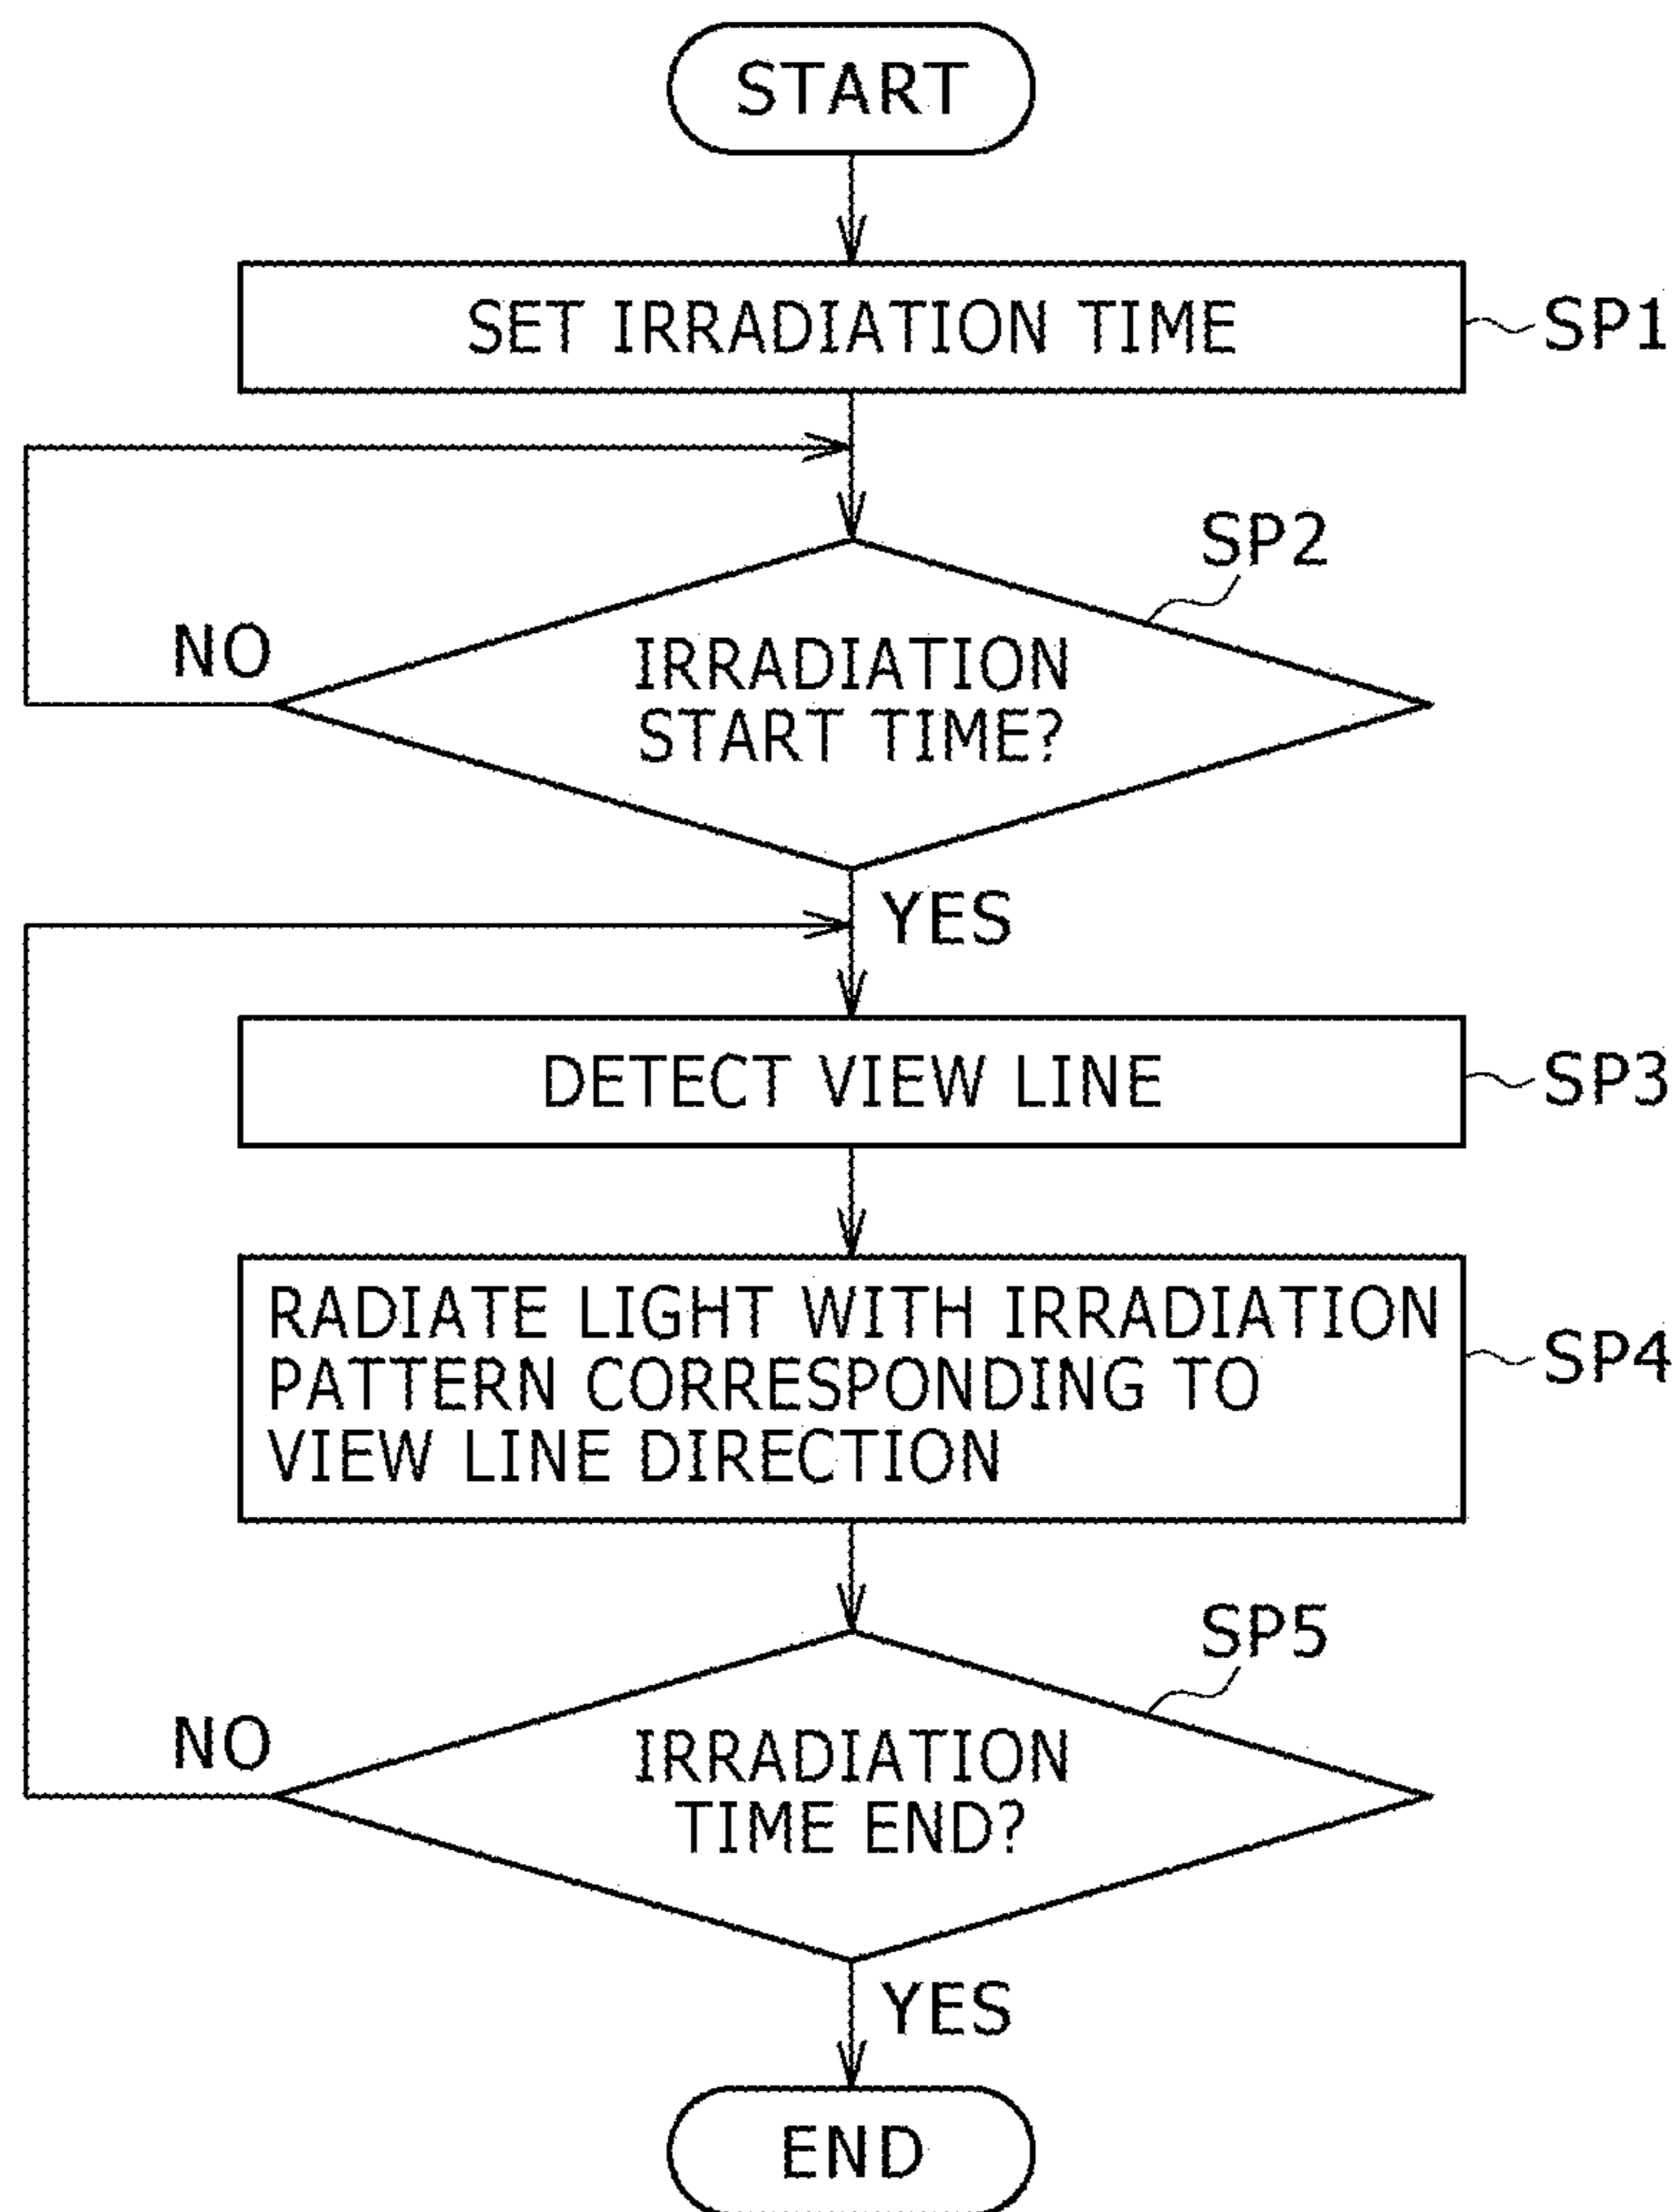 START
SET IRRADIATION TIME
SP1
SP2
NO
IRRADIATION
START TIME?
YES
DETECT VIEW LINE
SP3
RADIATE LIGHT WITH IRRADIATION
PATTERN CORRESPONDING TO
VIEW LINE DIRECTION
SP4
SP5
NO
IRRADIATION
TIME END?
YES
END